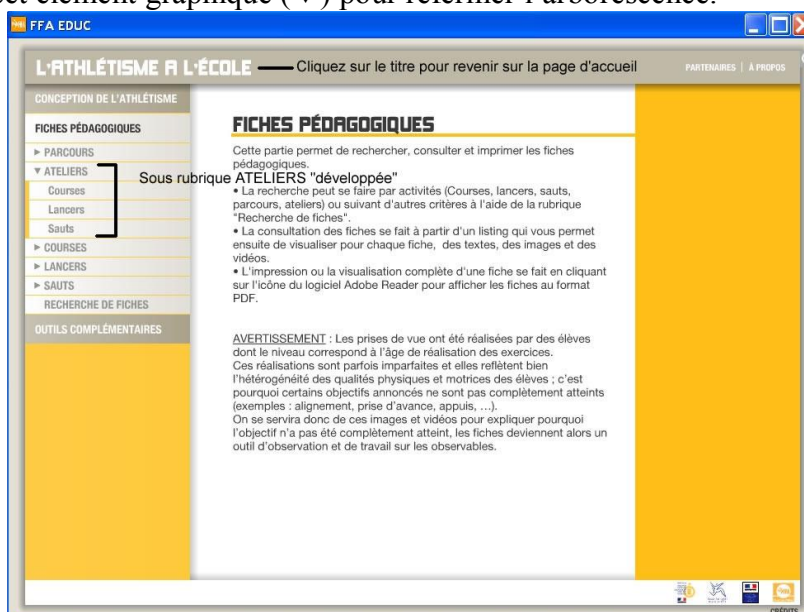 cet élément graphique (▼) pour refermer l'arborescence.
FFA EDUC
L'ATHLÉTISME A L'ÉCOLE
Cliquez sur le titre pour revenir sur la page d'accueil
PARTENAIRES | À PROPOS
CONCEPTION DE L'ATHLÉTISME
FICHES PÉDAGOGIQUES
► PARCOURS
▼ ATELIERS
Courses
Lancers
Sauts
► COURSES
► LANCERS
► SAUTS
RECHERCHE DE FICHES
OUTILS COMPLÉMENTAIRES
Sous rubrique ATELIERS "développée"
FICHES PÉDAGOGIQUES
Cette partie permet de rechercher, consulter et imprimer les fiches
pédagogiques.
• La recherche peut se faire par activités (Courses, lancers, sauts,
parcours, ateliers) ou suivant d'autres critères à l'aide de la rubrique
"Recherche de fiches".
• La consultation des fiches se fait à partir d'un listing qui vous permet
ensuite de visualiser pour chaque fiche, des textes, des images et des
vidéos.
• L'impression ou la visualisation complète d'une fiche se fait en cliquant
sur l'icône du logiciel Adobe Reader pour afficher les fiches au format
PDF.
AVERTISSEMENT : Les prises de vue ont été réalisées par des élèves
dont le niveau correspond à l'âge de réalisation des exercices.
Ces réalisations sont parfois imparfaites et elles reflètent bien
l'hétérogénéité des qualités physiques et motrices des élèves ; c'est
pourquoi certains objectifs annoncés ne sont pas complètement atteints
(exemples : alignement, prise d'avance, appuis, …).
On se servira donc de ces images et vidéos pour expliquer pourquoi
l'objectif n'a pas été complètement atteint, les fiches deviennent alors un
outil d'observation et de travail sur les observables.
CRÉDITS